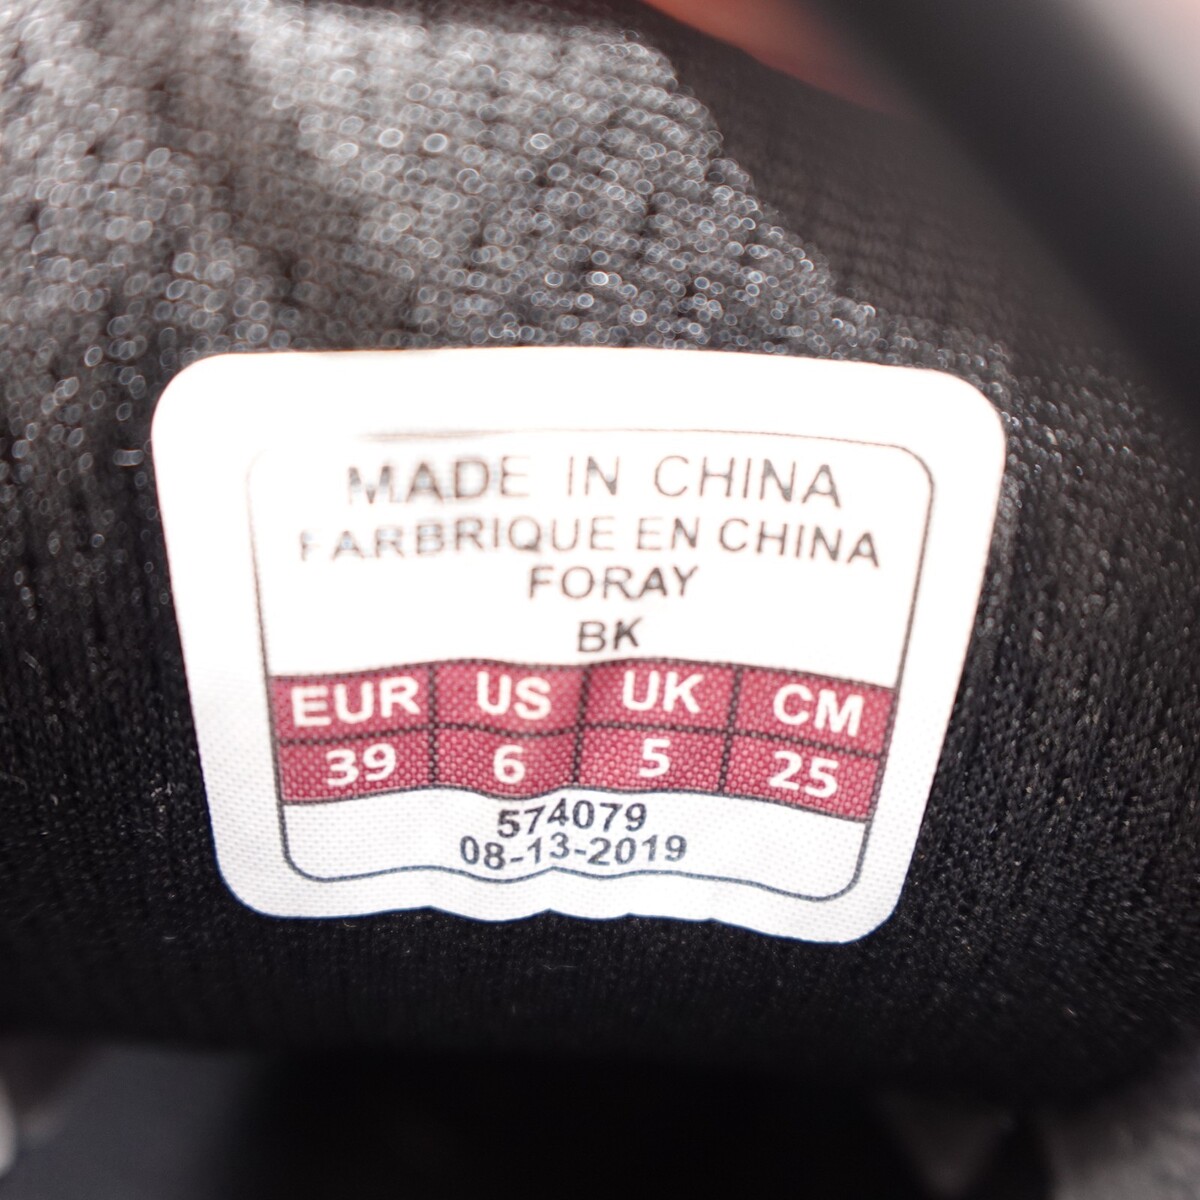 MADE IN CHINA
FARBRIQUE EN CHINA
FORAY
BK
EUR US UK CM
39 6 5 25
574079
08-13-2019